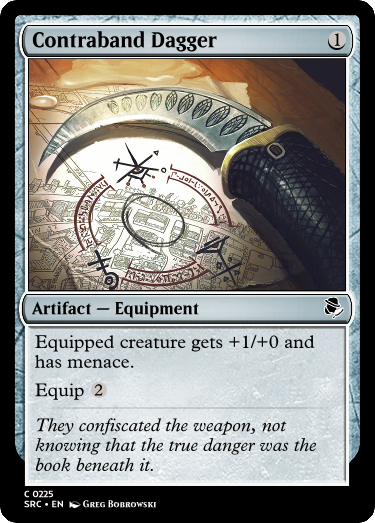 Contraband Dagger 1
Artifact — Equipment
Equipped creature gets +1/+0 and
has menace.
Equip 2
They confiscated the weapon, not
knowing that the true danger was the
book beneath it.
C 0225
SRC • EN Greg Bobrowski